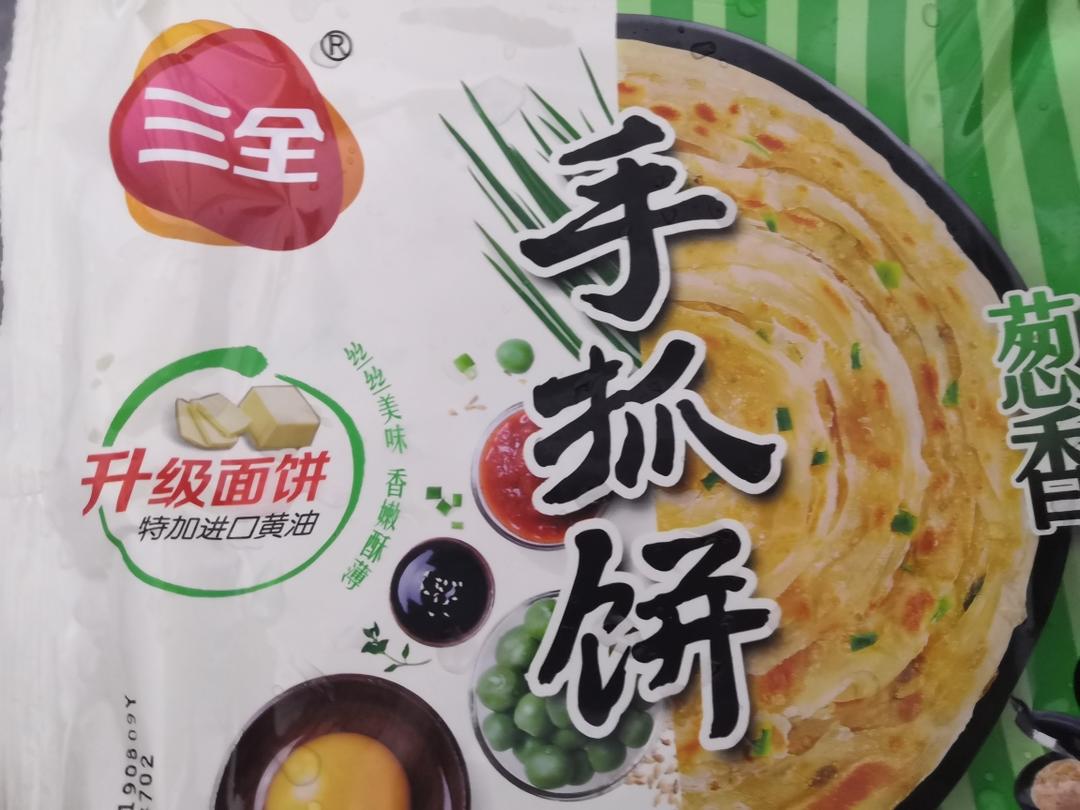 三全®
手抓饼
葱香
升级面饼
特加进口黄油
丝丝美味 香嫩酥薄
190809Y